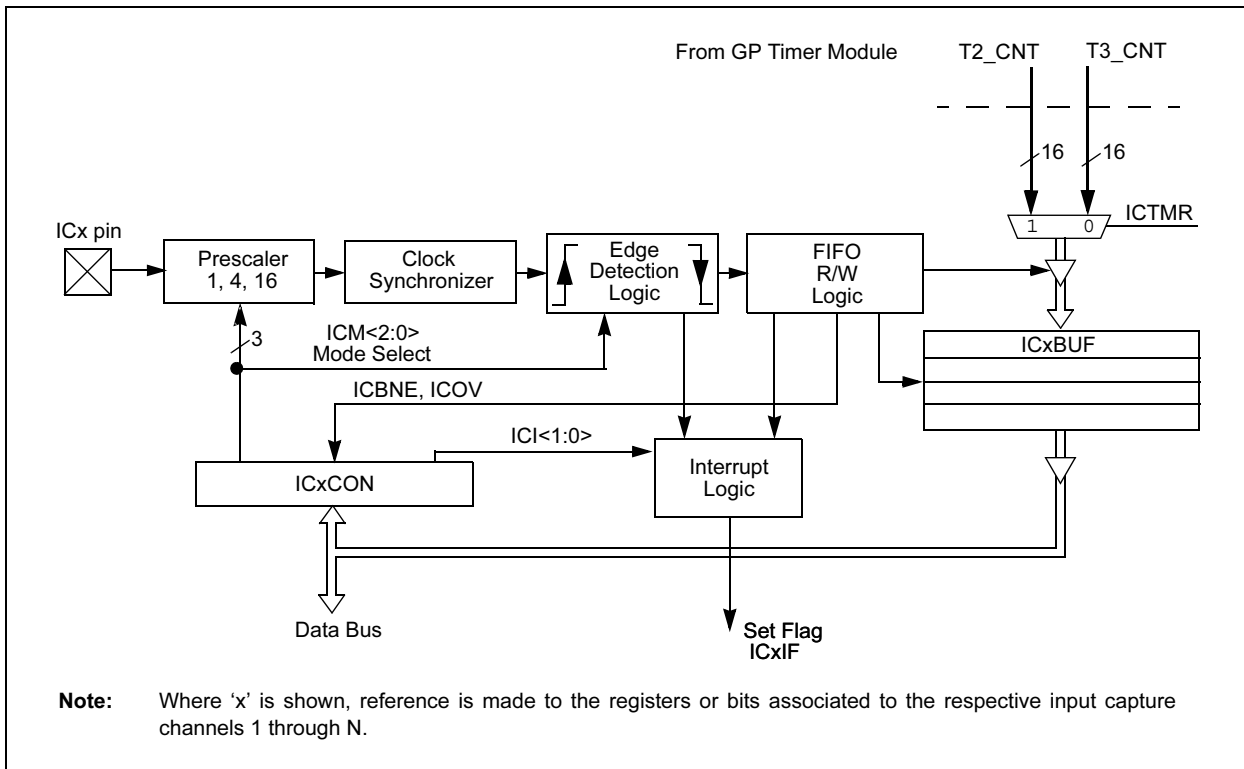 From GP Timer Module
T2_CNT
T3_CNT
16
16
ICx pin
1
0
ICTMR
Prescaler
1, 4, 16
Clock
Synchronizer
Edge
Detection
Logic
FIFO
R/W
Logic
3
ICM<2:0>
Mode Select
ICxBUF
ICBNE, ICOV
ICI<1:0>
ICxCON
Interrupt
Logic
Data Bus
Set Flag
ICxIF
Note: Where ‘x’ is shown, reference is made to the registers or bits associated to the respective input capture
channels 1 through N.